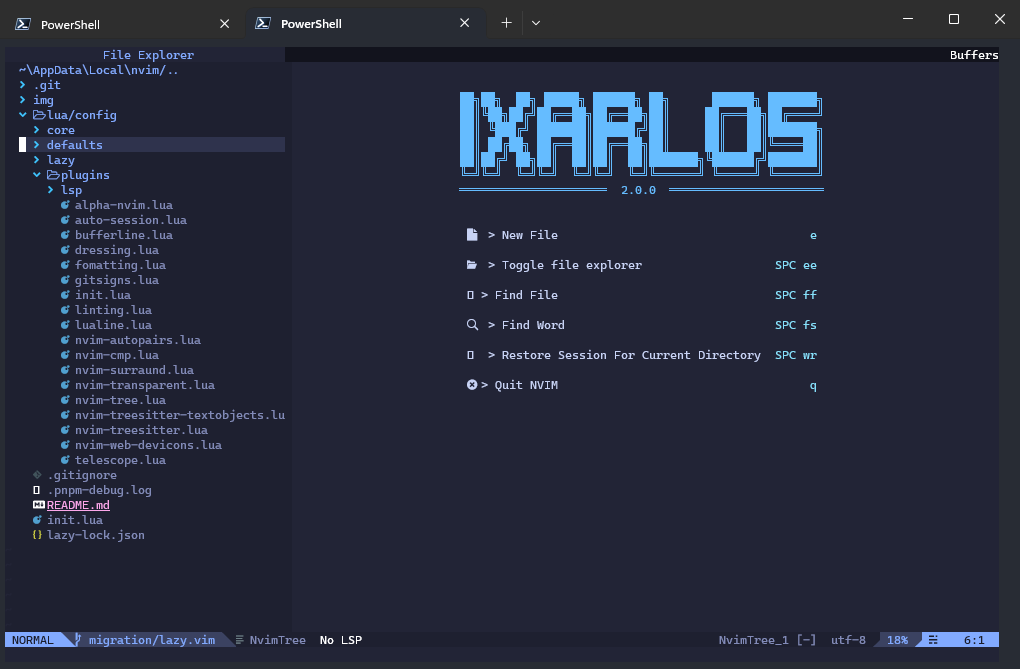 PowerShell
PowerShell
File Explorer
Buffers
~\AppData\Local\nvim/..
.git
img
lua/config
core
defaults
lazy
plugins
lsp
alpha-nvim.lua
auto-session.lua
bufferline.lua
dressing.lua
fomatting.lua
gitsigns.lua
init.lua
linting.lua
lualine.lua
nvim-autopairs.lua
nvim-cmp.lua
nvim-surraund.lua
nvim-transparent.lua
nvim-tree.lua
nvim-treesitter-textobjects.lu
nvim-treesitter.lua
nvim-web-devicons.lua
telescope.lua
.gitignore
.pnpm-debug.log
README.md
init.lua
lazy-lock.json
IXARLOS
2.0.0
> New File e
> Toggle file explorer SPC ee
> Find File SPC ff
> Find Word SPC fs
> Restore Session For Current Directory SPC wr
> Quit NVIM q
NORMAL migration/lazy.vim NvimTree No LSP NvimTree_1 [-] utf-8 18% 6:1